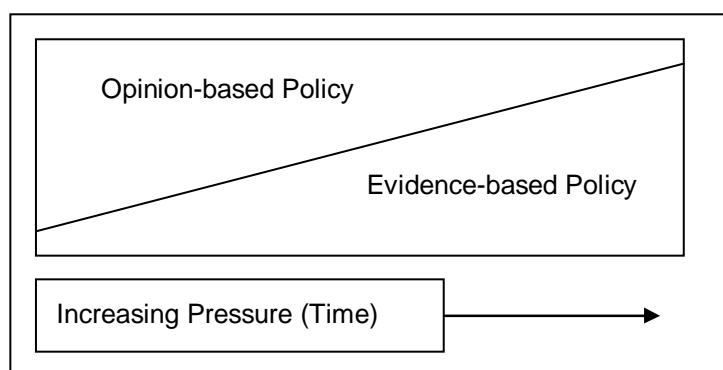 Opinion-based Policy
Evidence-based Policy
Increasing Pressure (Time)